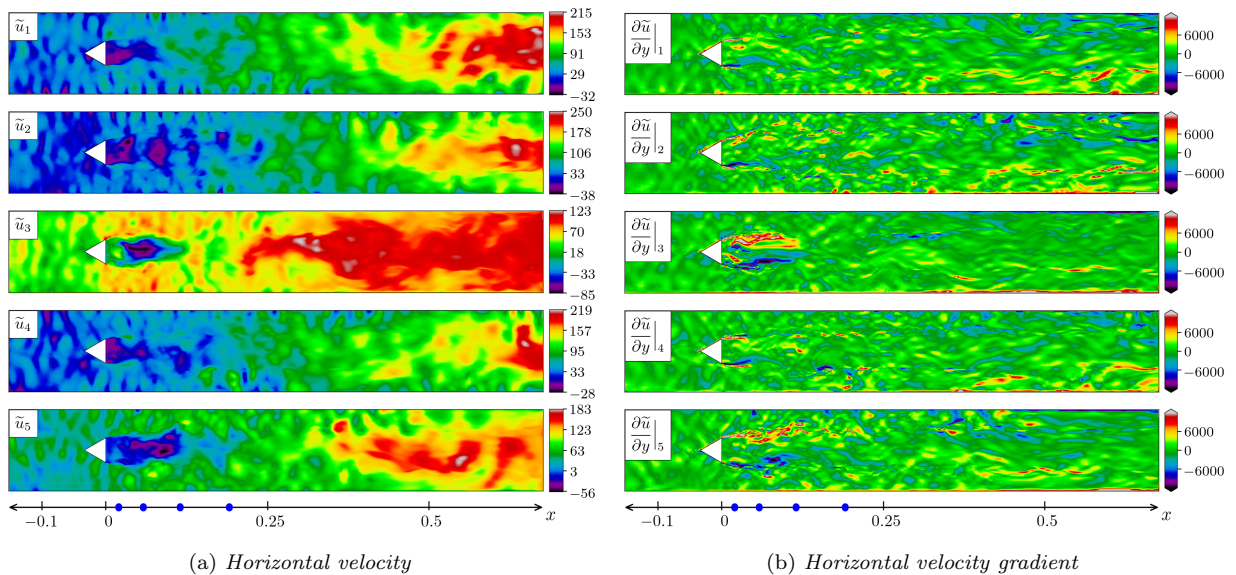 ũ₁
215
153
91
29
−32
ũ₂
250
178
106
33
−38
ũ₃
123
70
18
−33
−85
ũ₄
219
157
95
33
−28
ũ₅
183
123
63
3
−56
−0.1 0 0.25 0.5 x
(a) Horizontal velocity
∂ũ/∂y|₁
6000
0
−6000
∂ũ/∂y|₂
6000
0
−6000
∂ũ/∂y|₃
6000
0
−6000
∂ũ/∂y|₄
6000
0
−6000
∂ũ/∂y|₅
6000
0
−6000
−0.1 0 0.25 0.5 x
(b) Horizontal velocity gradient